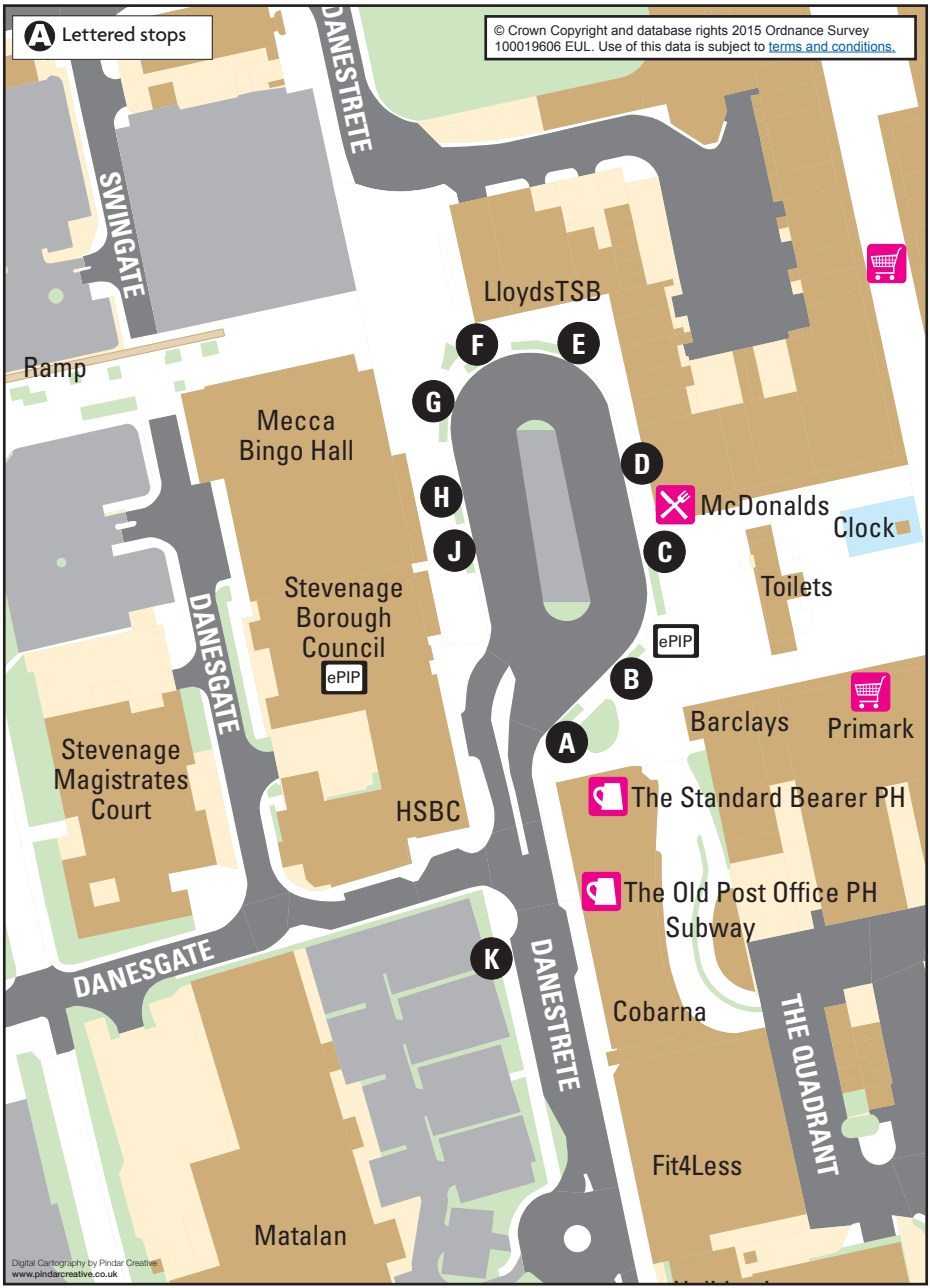 A Lettered stops
© Crown Copyright and database rights 2015 Ordnance Survey
100019606 EUL. Use of this data is subject to terms and conditions.
DANESTRETE
SWINGATE
LloydsTSB
F
E
Ramp
G
Mecca
Bingo Hall
D
H
McDonalds
Clock
J
C
Stevenage
Borough
Council
ePIP
Toilets
DANESGATE
ePIP
B
A
Barclays
Primark
Stevenage
Magistrates
Court
HSBC
The Standard Bearer PH
The Old Post Office PH
Subway
K
DANESGATE
DANESTRETE
Cobarna
THE QUADRANT
Fit4Less
Matalan
Digital Cartography by Pindar Creative
www.pindarcreative.co.uk